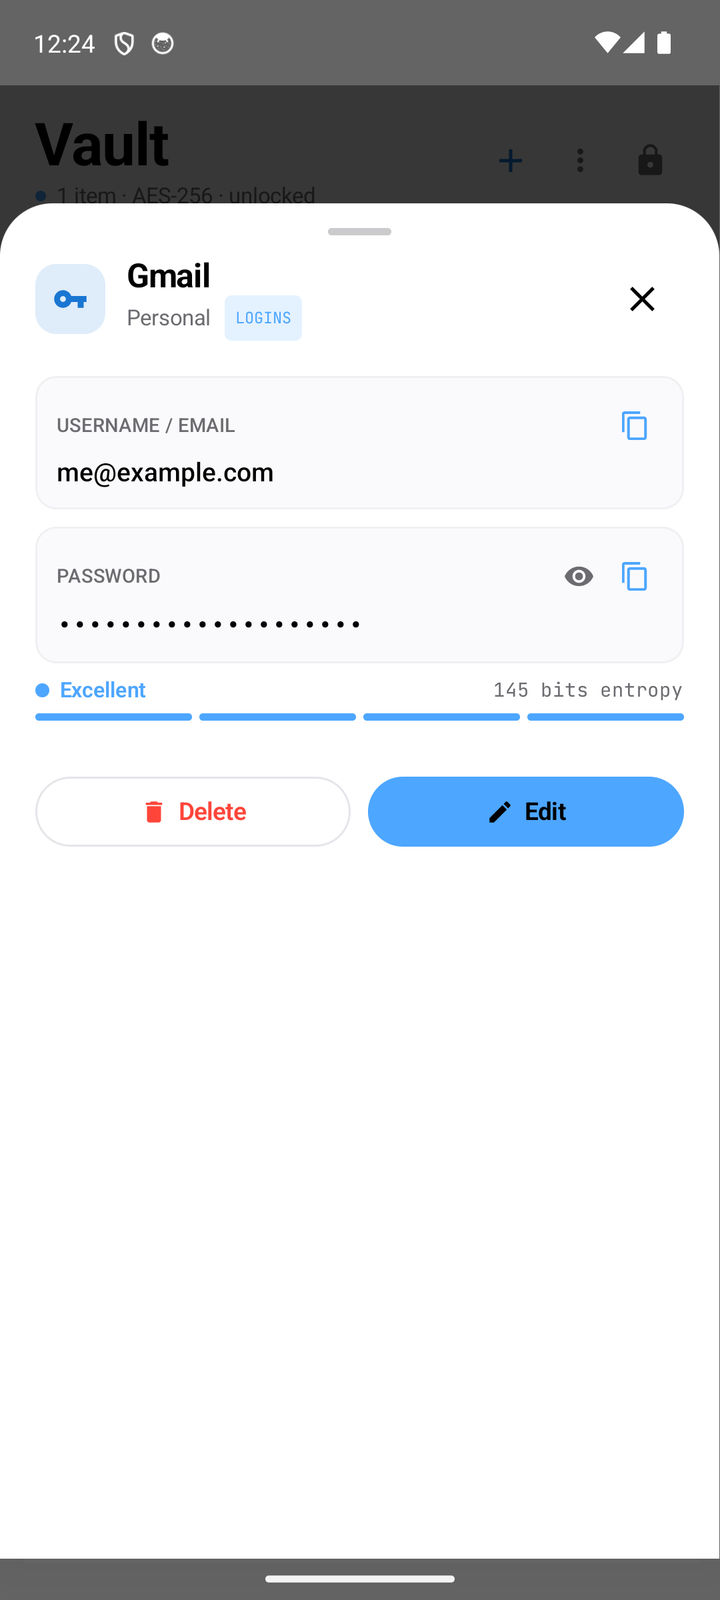 12:24
Vault
1 item · AES-256 · unlocked
Gmail
Personal LOGINS
USERNAME / EMAIL
me@example.com
PASSWORD
••••••••••••••••••••
Excellent 145 bits entropy
Delete Edit